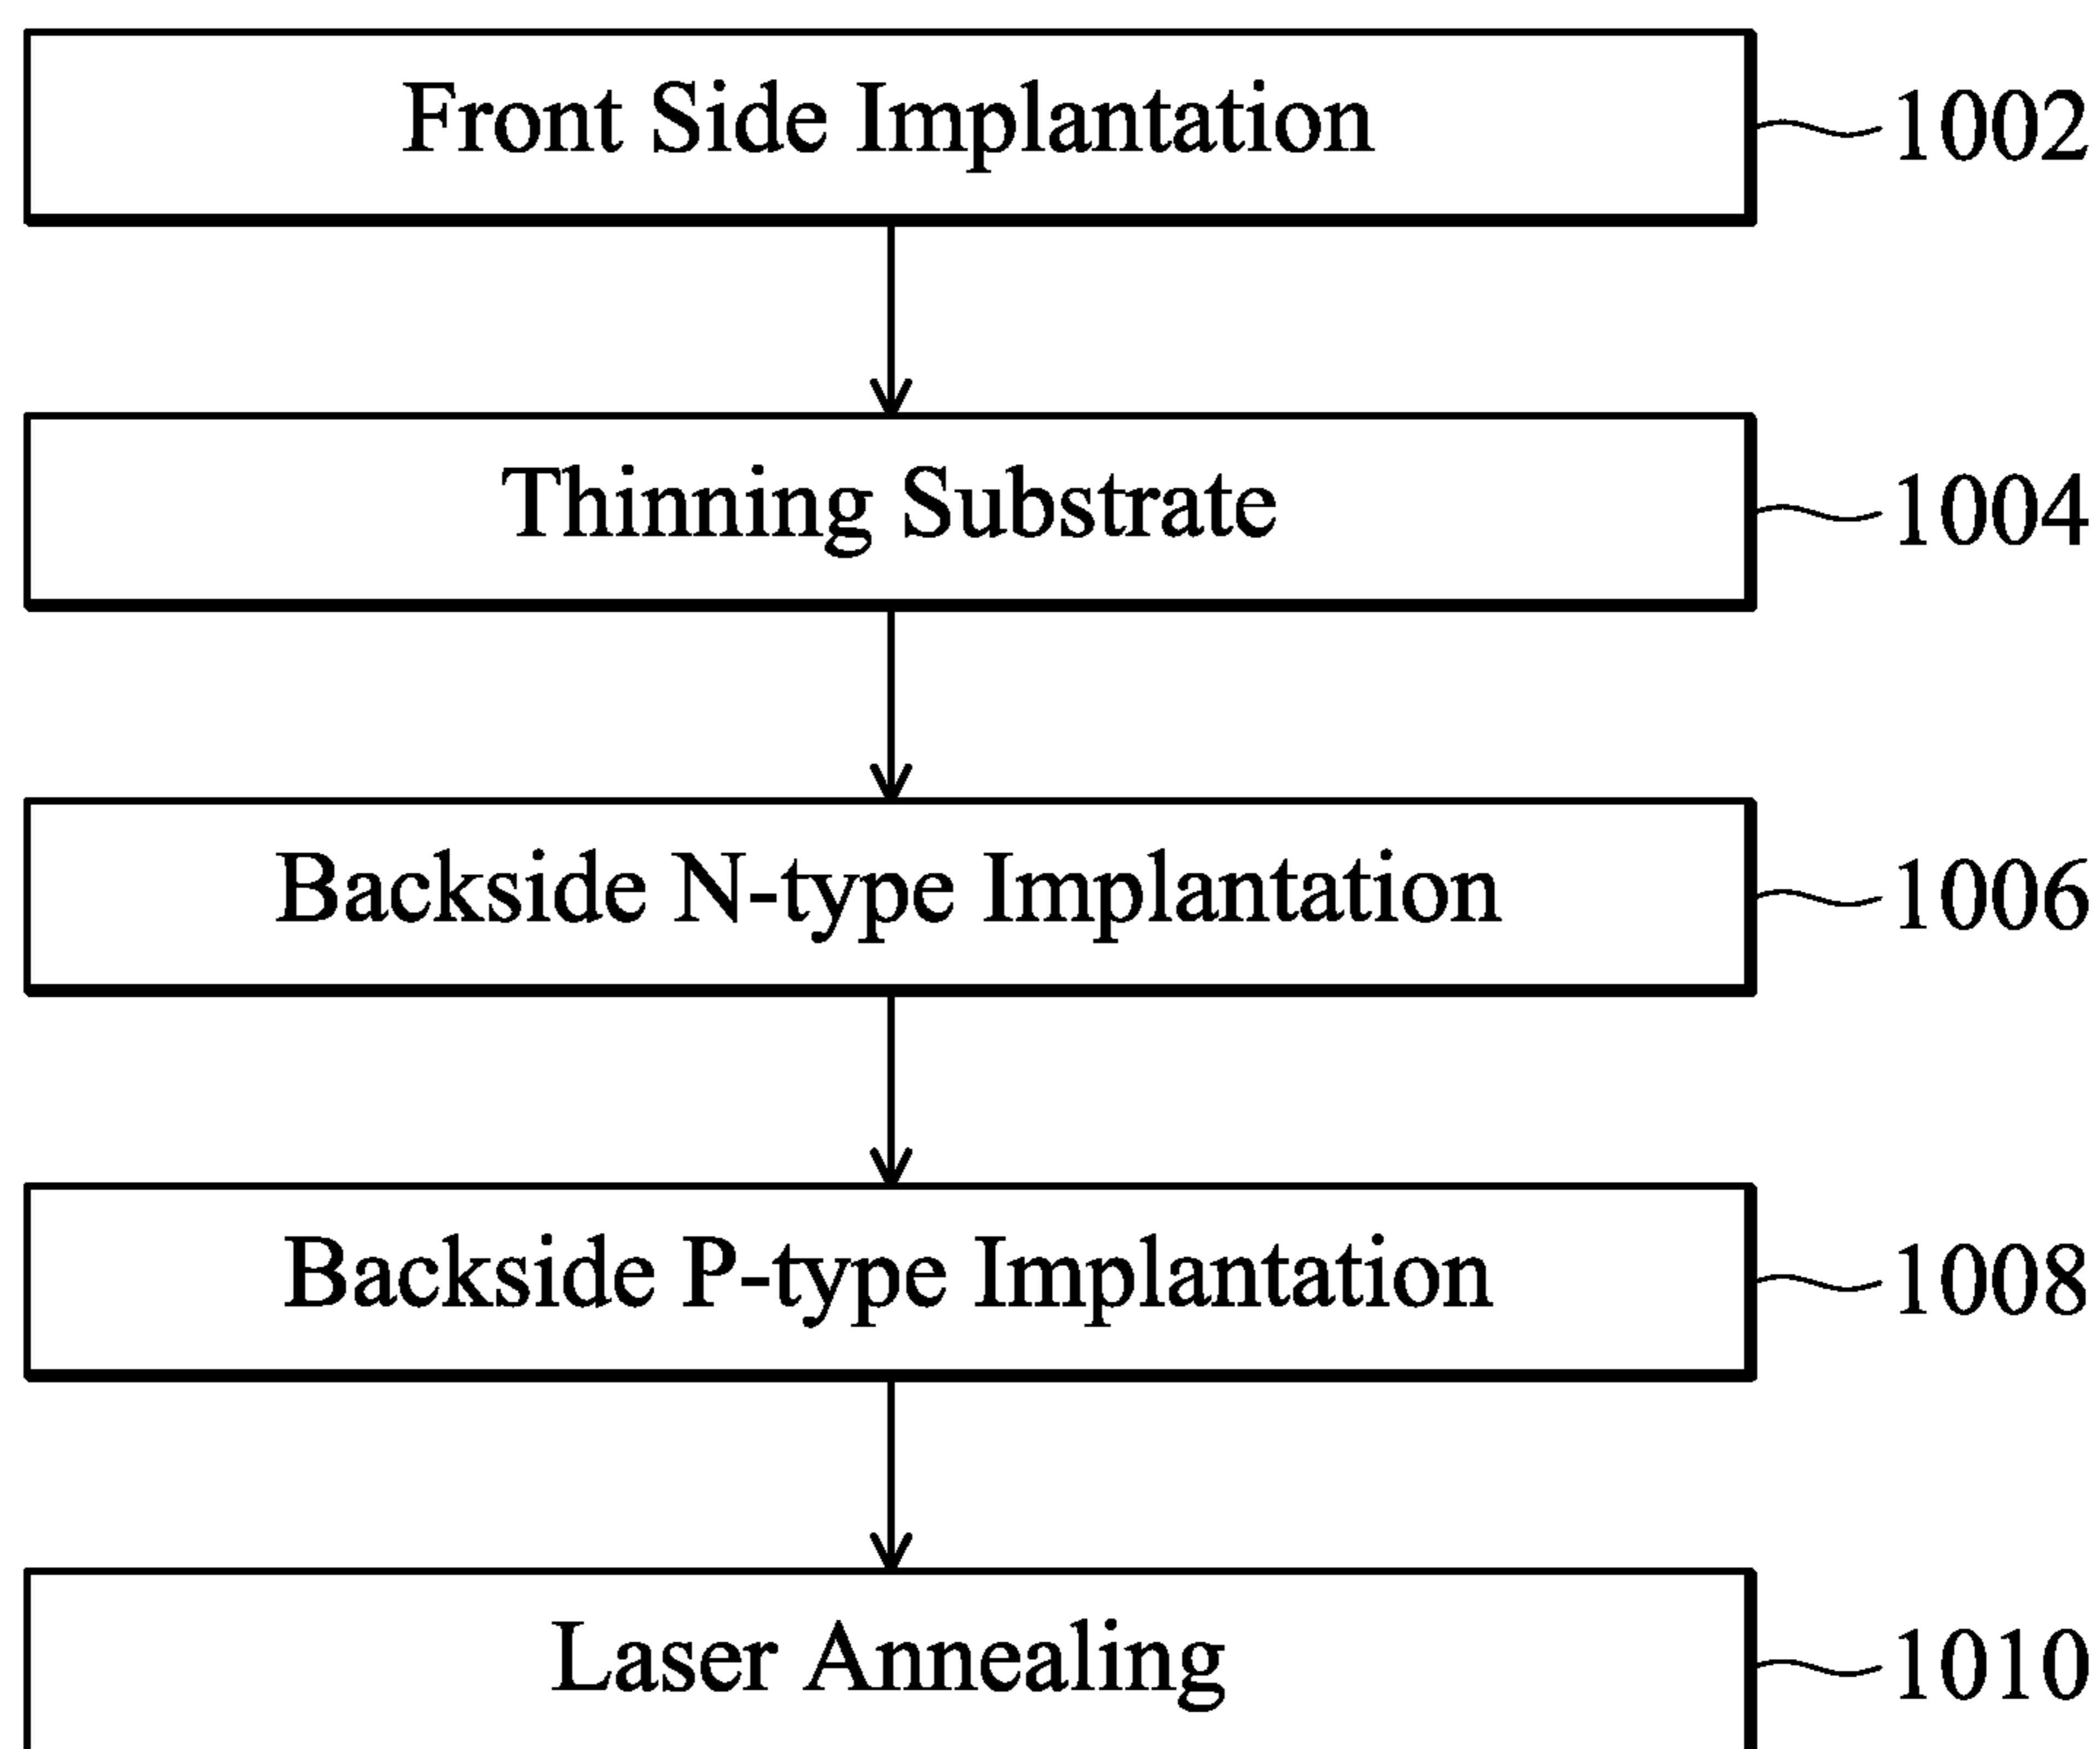 Front Side Implantation 1002
Thinning Substrate 1004
Backside N-type Implantation 1006
Backside P-type Implantation 1008
Laser Annealing 1010